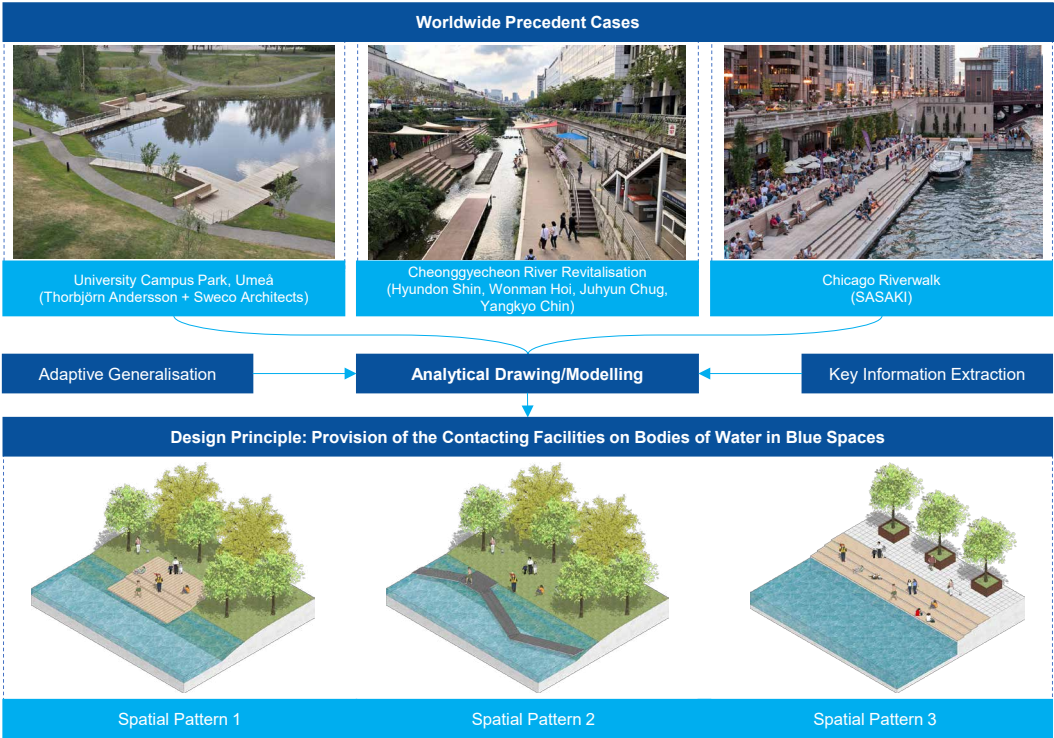 Worldwide Precedent Cases
University Campus Park, Umeå
(Thorbjörn Andersson + Sweco Architects)
Cheonggyecheon River Revitalisation
(Hyundon Shin, Wonman Hoi, Juhyun Chug,
Yangkyo Chin)
Chicago Riverwalk
(SASAKI)
Adaptive Generalisation
Analytical Drawing/Modelling
Key Information Extraction
Design Principle: Provision of the Contacting Facilities on Bodies of Water in Blue Spaces
Spatial Pattern 1
Spatial Pattern 2
Spatial Pattern 3